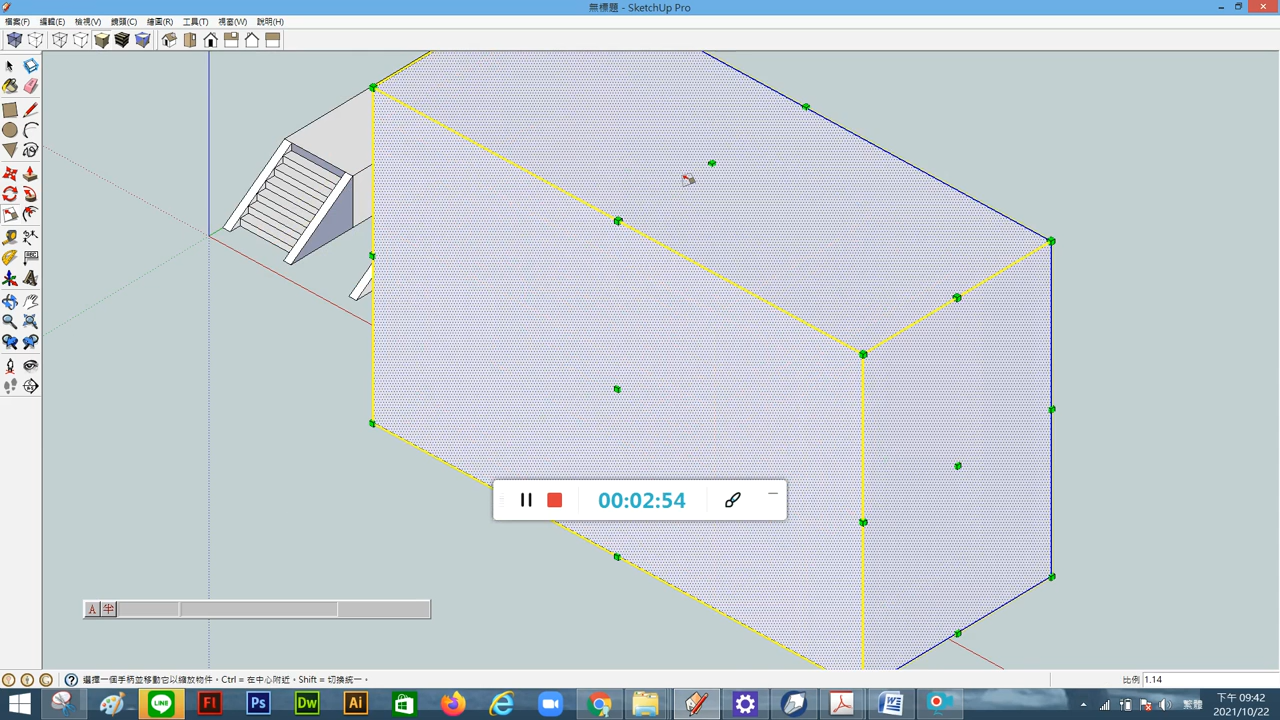 無標題 - SketchUp Pro
檔案(F) 編輯(E) 檢視(V) 鏡頭(C) 繪圖(R) 工具(T) 視窗(W) 說明(H)
ABC
00:02:54
A 半
選擇一個手柄並移動它以縮放物件。Ctrl = 在中心附近，Shift = 切換統一。
比例 1.14
Fl Ps Dw Ai
繁體
下午 09:42
2021/10/22